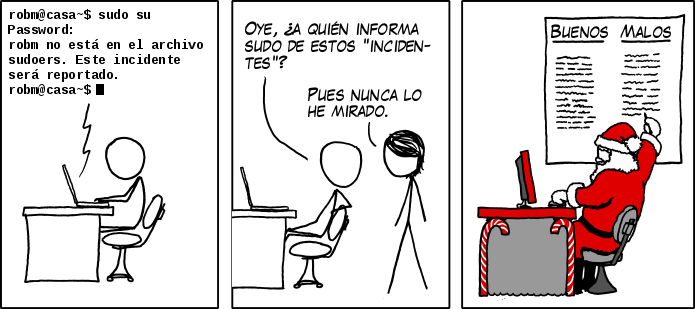 robm@casa~$ sudo su
Password:
robm no está en el archivo
sudoers. Este incidente
será reportado.
robm@casa~$
OYE, ¿A QUIÉN INFORMA
SUDO DE ESTOS "INCIDEN-
TES"?
PUES NUNCA LO
HE MIRADO.
BUENOS MALOS